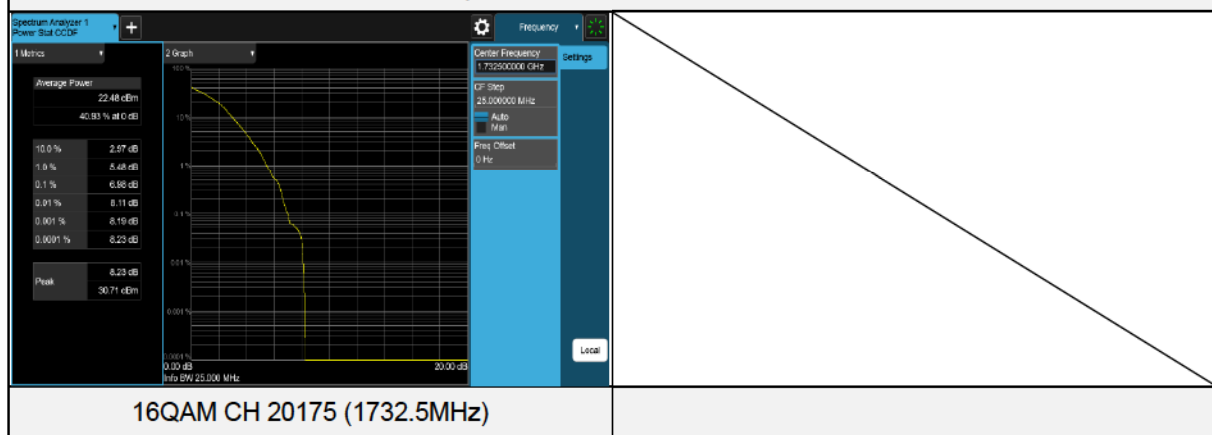 Spectrum Analyzer 1
Power Stat CCDF
+
Frequency
1 Metrics
2 Graph
Center Frequency
1.732500000 GHz
Settings
CF Step
25.000000 MHz
Auto
Man
Freq Offset
0 Hz
Average Power
22.48 dBm
40.93 % at 0 dB
10.0 % 2.97 dB
1.0 % 5.48 dB
0.1 % 6.98 dB
0.01 % 8.11 dB
0.001 % 8.19 dB
0.0001 % 8.23 dB
Peak 8.23 dB
30.71 dBm
100 %
10 %
1 %
0.1 %
0.01 %
0.001 %
0.0001 %
0.00 dB 20.00 dB
Info BW 25.000 MHz
Local
16QAM CH 20175 (1732.5MHz)